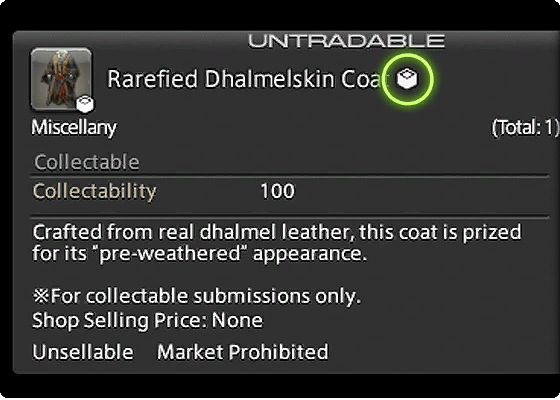 UNTRADABLE
Rarefied Dhalmelskin Coat
Miscellany (Total: 1)
Collectable
Collectability 100
Crafted from real dhalmel leather, this coat is prized
for its "pre-weathered" appearance.
※For collectable submissions only.
Shop Selling Price: None
Unsellable Market Prohibited